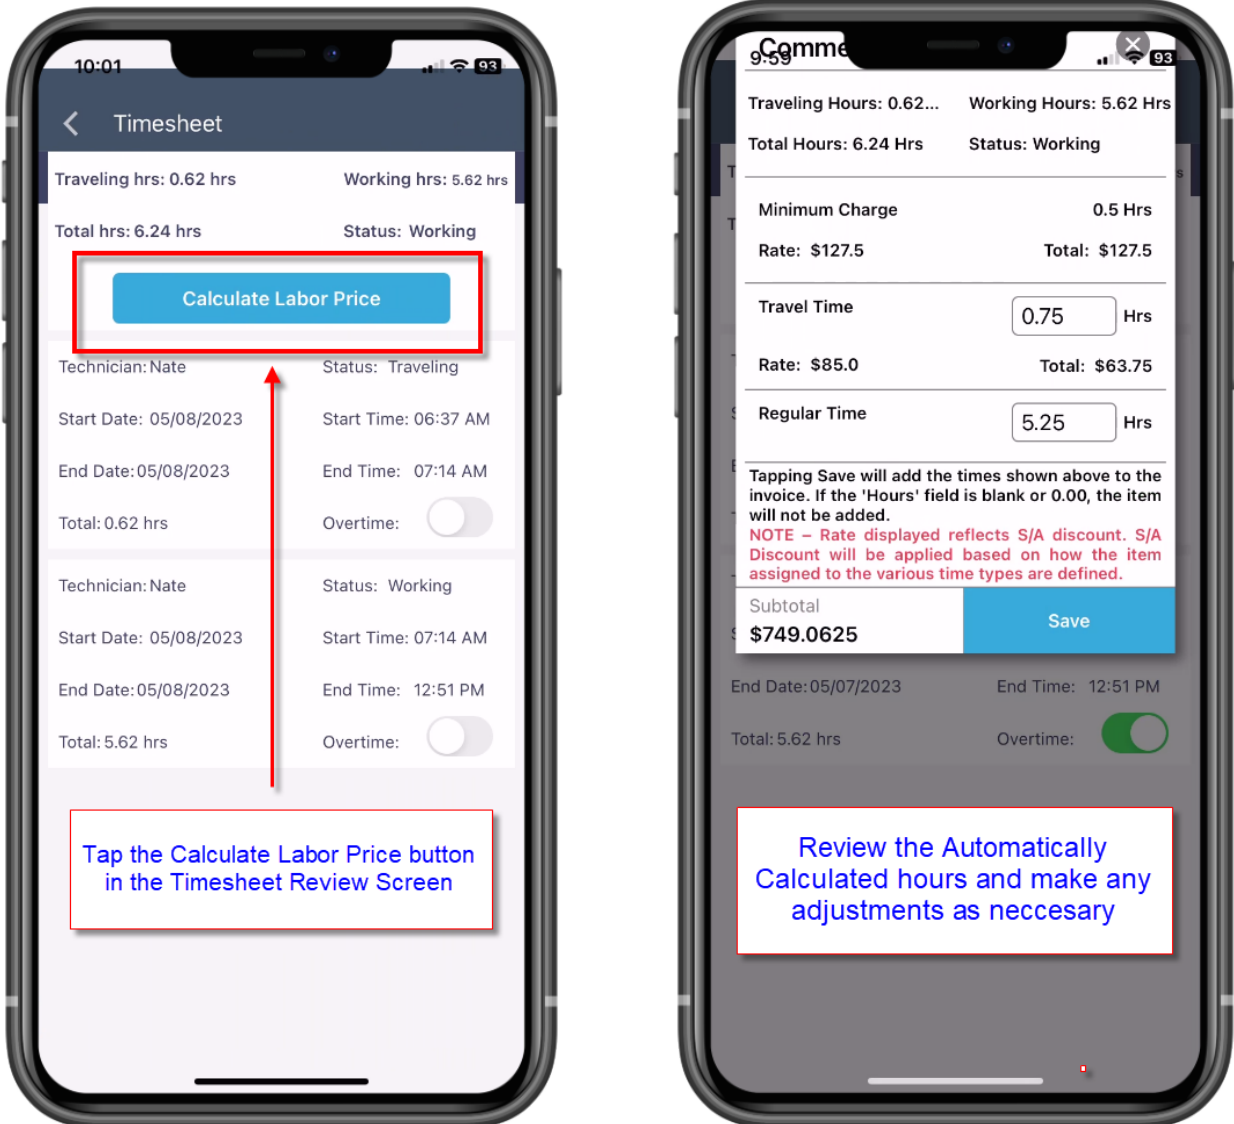 10:01
93
Timesheet
Traveling hrs: 0.62 hrs
Working hrs: 5.62 hrs
Total hrs: 6.24 hrs
Status: Working
Calculate Labor Price
Technician: Nate
Status: Traveling
Start Date: 05/08/2023
Start Time: 06:37 AM
End Date: 05/08/2023
End Time: 07:14 AM
Total: 0.62 hrs
Overtime:
Technician: Nate
Status: Working
Start Date: 05/08/2023
Start Time: 07:14 AM
End Date: 05/08/2023
End Time: 12:51 PM
Total: 5.62 hrs
Overtime:
Tap the Calculate Labor Price button
in the Timesheet Review Screen
9:59
93
Traveling Hours: 0.62...
Working Hours: 5.62 Hrs
Total Hours: 6.24 Hrs
Status: Working
Minimum Charge
0.5 Hrs
Rate: $127.5
Total: $127.5
Travel Time
0.75
Hrs
Rate: $85.0
Total: $63.75
Regular Time
5.25
Hrs
Tapping Save will add the times shown above to the
invoice. If the 'Hours' field is blank or 0.00, the item
will not be added.
NOTE – Rate displayed reflects S/A discount. S/A
Discount will be applied based on how the item
assigned to the various time types are defined.
Subtotal
$749.0625
Save
End Date: 05/07/2023
End Time: 12:51 PM
Total: 5.62 hrs
Overtime:
Review the Automatically
Calculated hours and make any
adjustments as neccesary